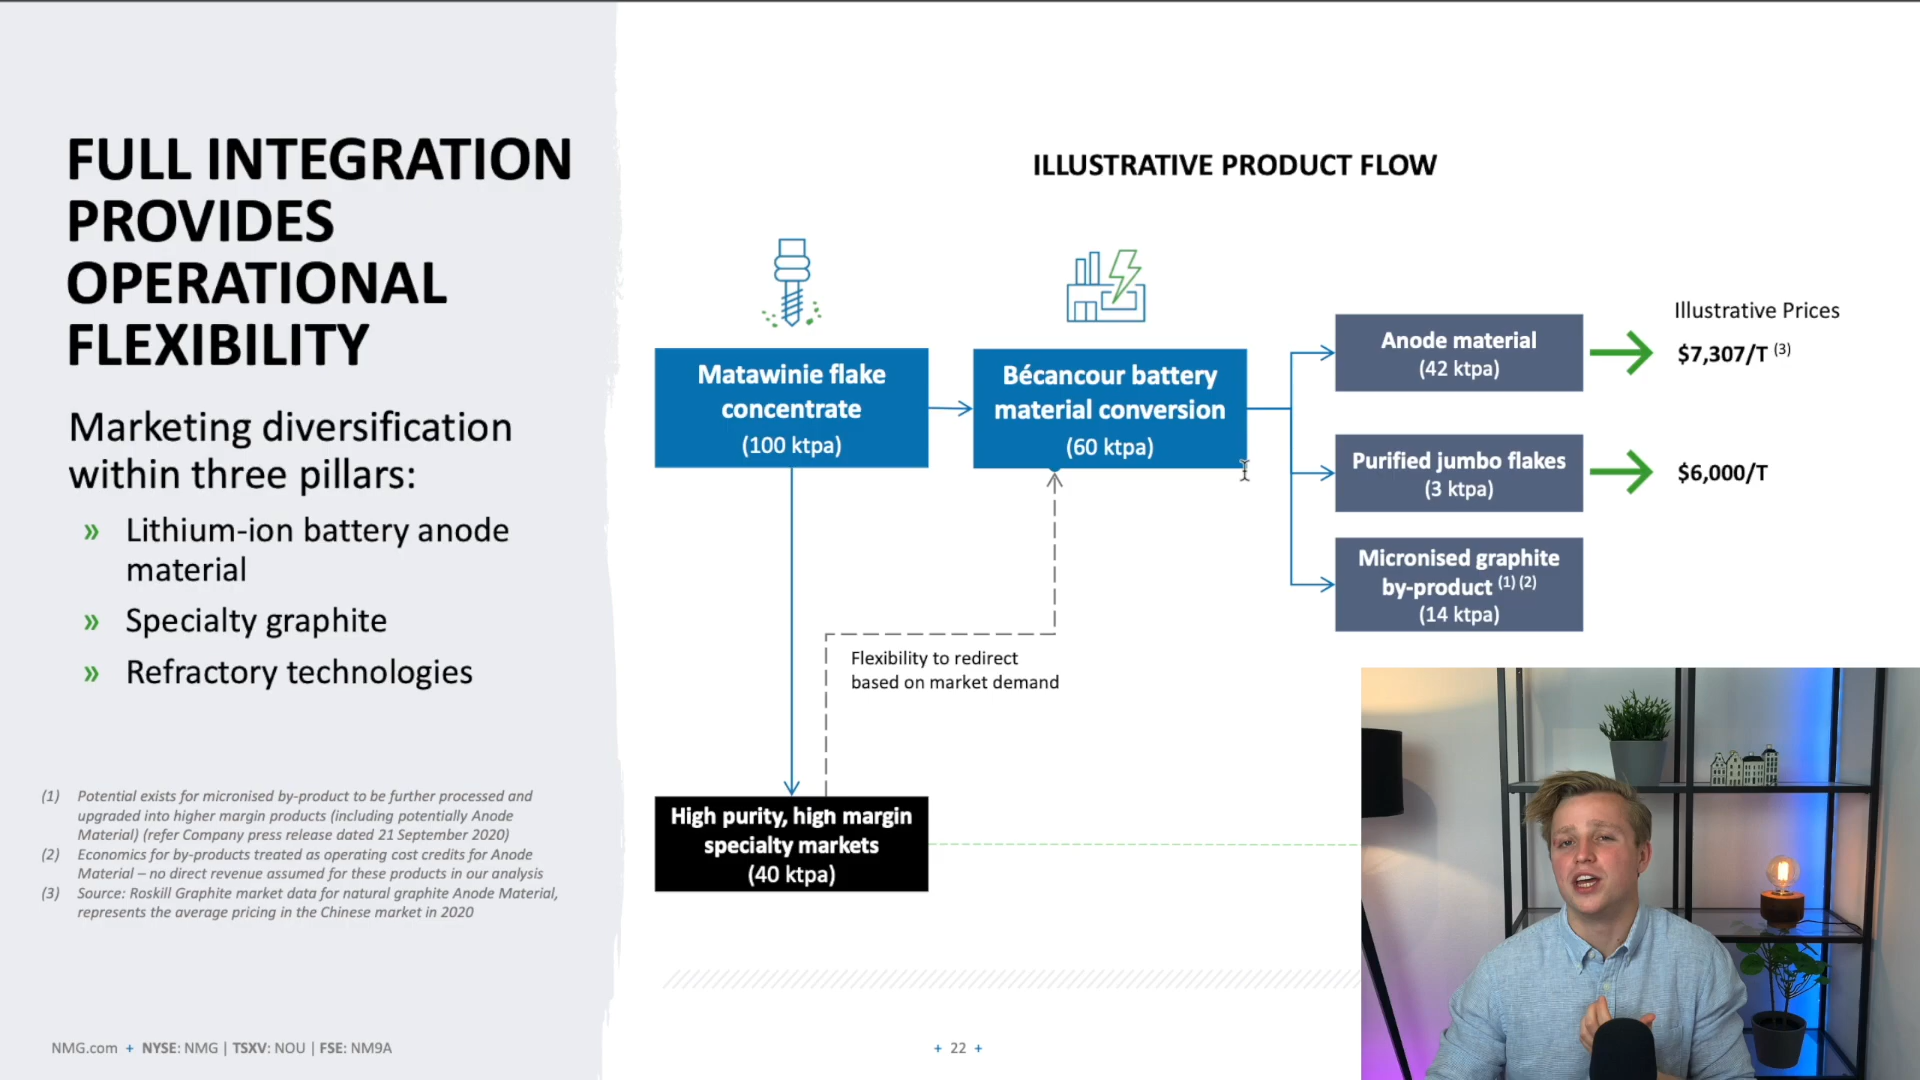 FULL INTEGRATION
PROVIDES
OPERATIONAL
FLEXIBILITY
Marketing diversification
within three pillars:
» Lithium-ion battery anode
material
» Specialty graphite
» Refractory technologies
(1) Potential exists for micronised by-product to be further processed and
upgraded into higher margin products (including potentially Anode
Material) (refer Company press release dated 21 September 2020)
(2) Economics for by-products treated as operating cost credits for Anode
Material – no direct revenue assumed for these products in our analysis
(3) Source: Roskill Graphite market data for natural graphite Anode Material,
represents the average pricing in the Chinese market in 2020
NMG.com + NYSE: NMG | TSXV: NOU | FSE: NM9A
ILLUSTRATIVE PRODUCT FLOW
Matawinie flake
concentrate
(100 ktpa)
Bécancour battery
material conversion
(60 ktpa)
Illustrative Prices
Anode material
(42 ktpa)
$7,307/T (3)
Purified jumbo flakes
(3 ktpa)
$6,000/T
Micronised graphite
by-product (1) (2)
(14 ktpa)
Flexibility to redirect
based on market demand
High purity, high margin
specialty markets
(40 ktpa)
+ 22 +